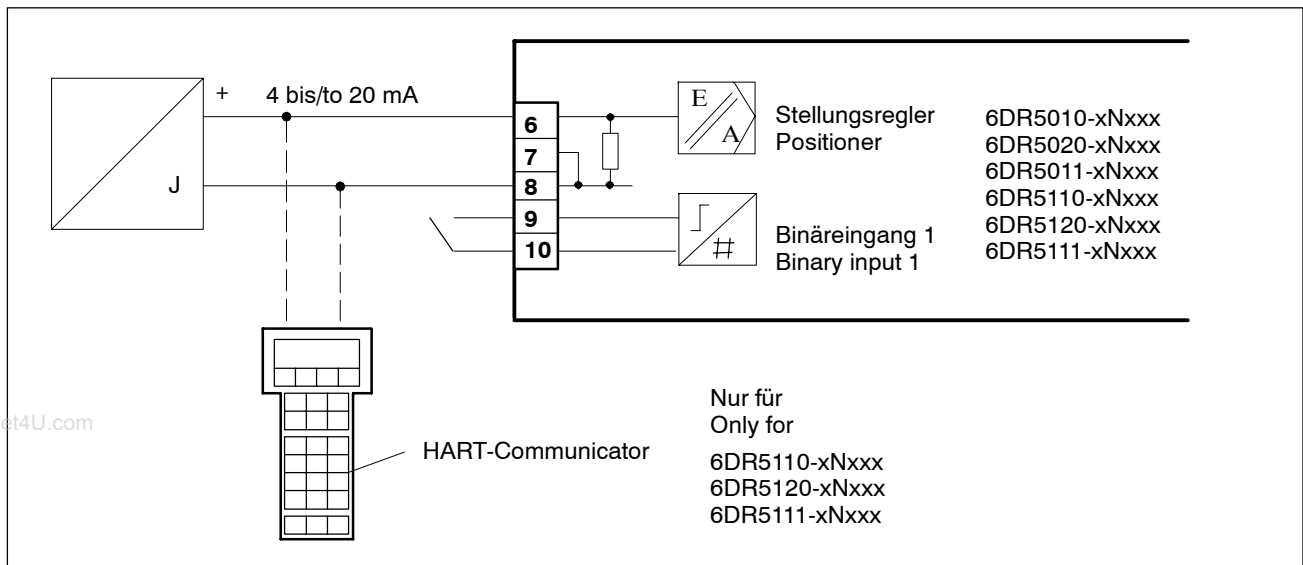 + 4 bis/to 20 mA
J
6
7
8
9
10
E
A
Stellungsregler
Positioner
#
Binäreingang 1
Binary input 1
6DR5010-xNxxx
6DR5020-xNxxx
6DR5011-xNxxx
6DR5110-xNxxx
6DR5120-xNxxx
6DR5111-xNxxx
HART-Communicator
Nur für
Only for
6DR5110-xNxxx
6DR5120-xNxxx
6DR5111-xNxxx
et4U.com